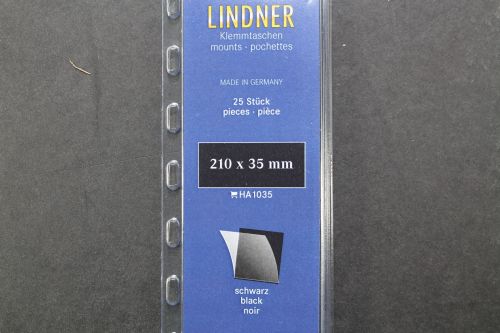 LINDNER
Klemmtaschen
mounts · pochettes
MADE IN GERMANY
25 Stück
pieces · pièce
210 x 35 mm
HA1035
schwarz
black
noir